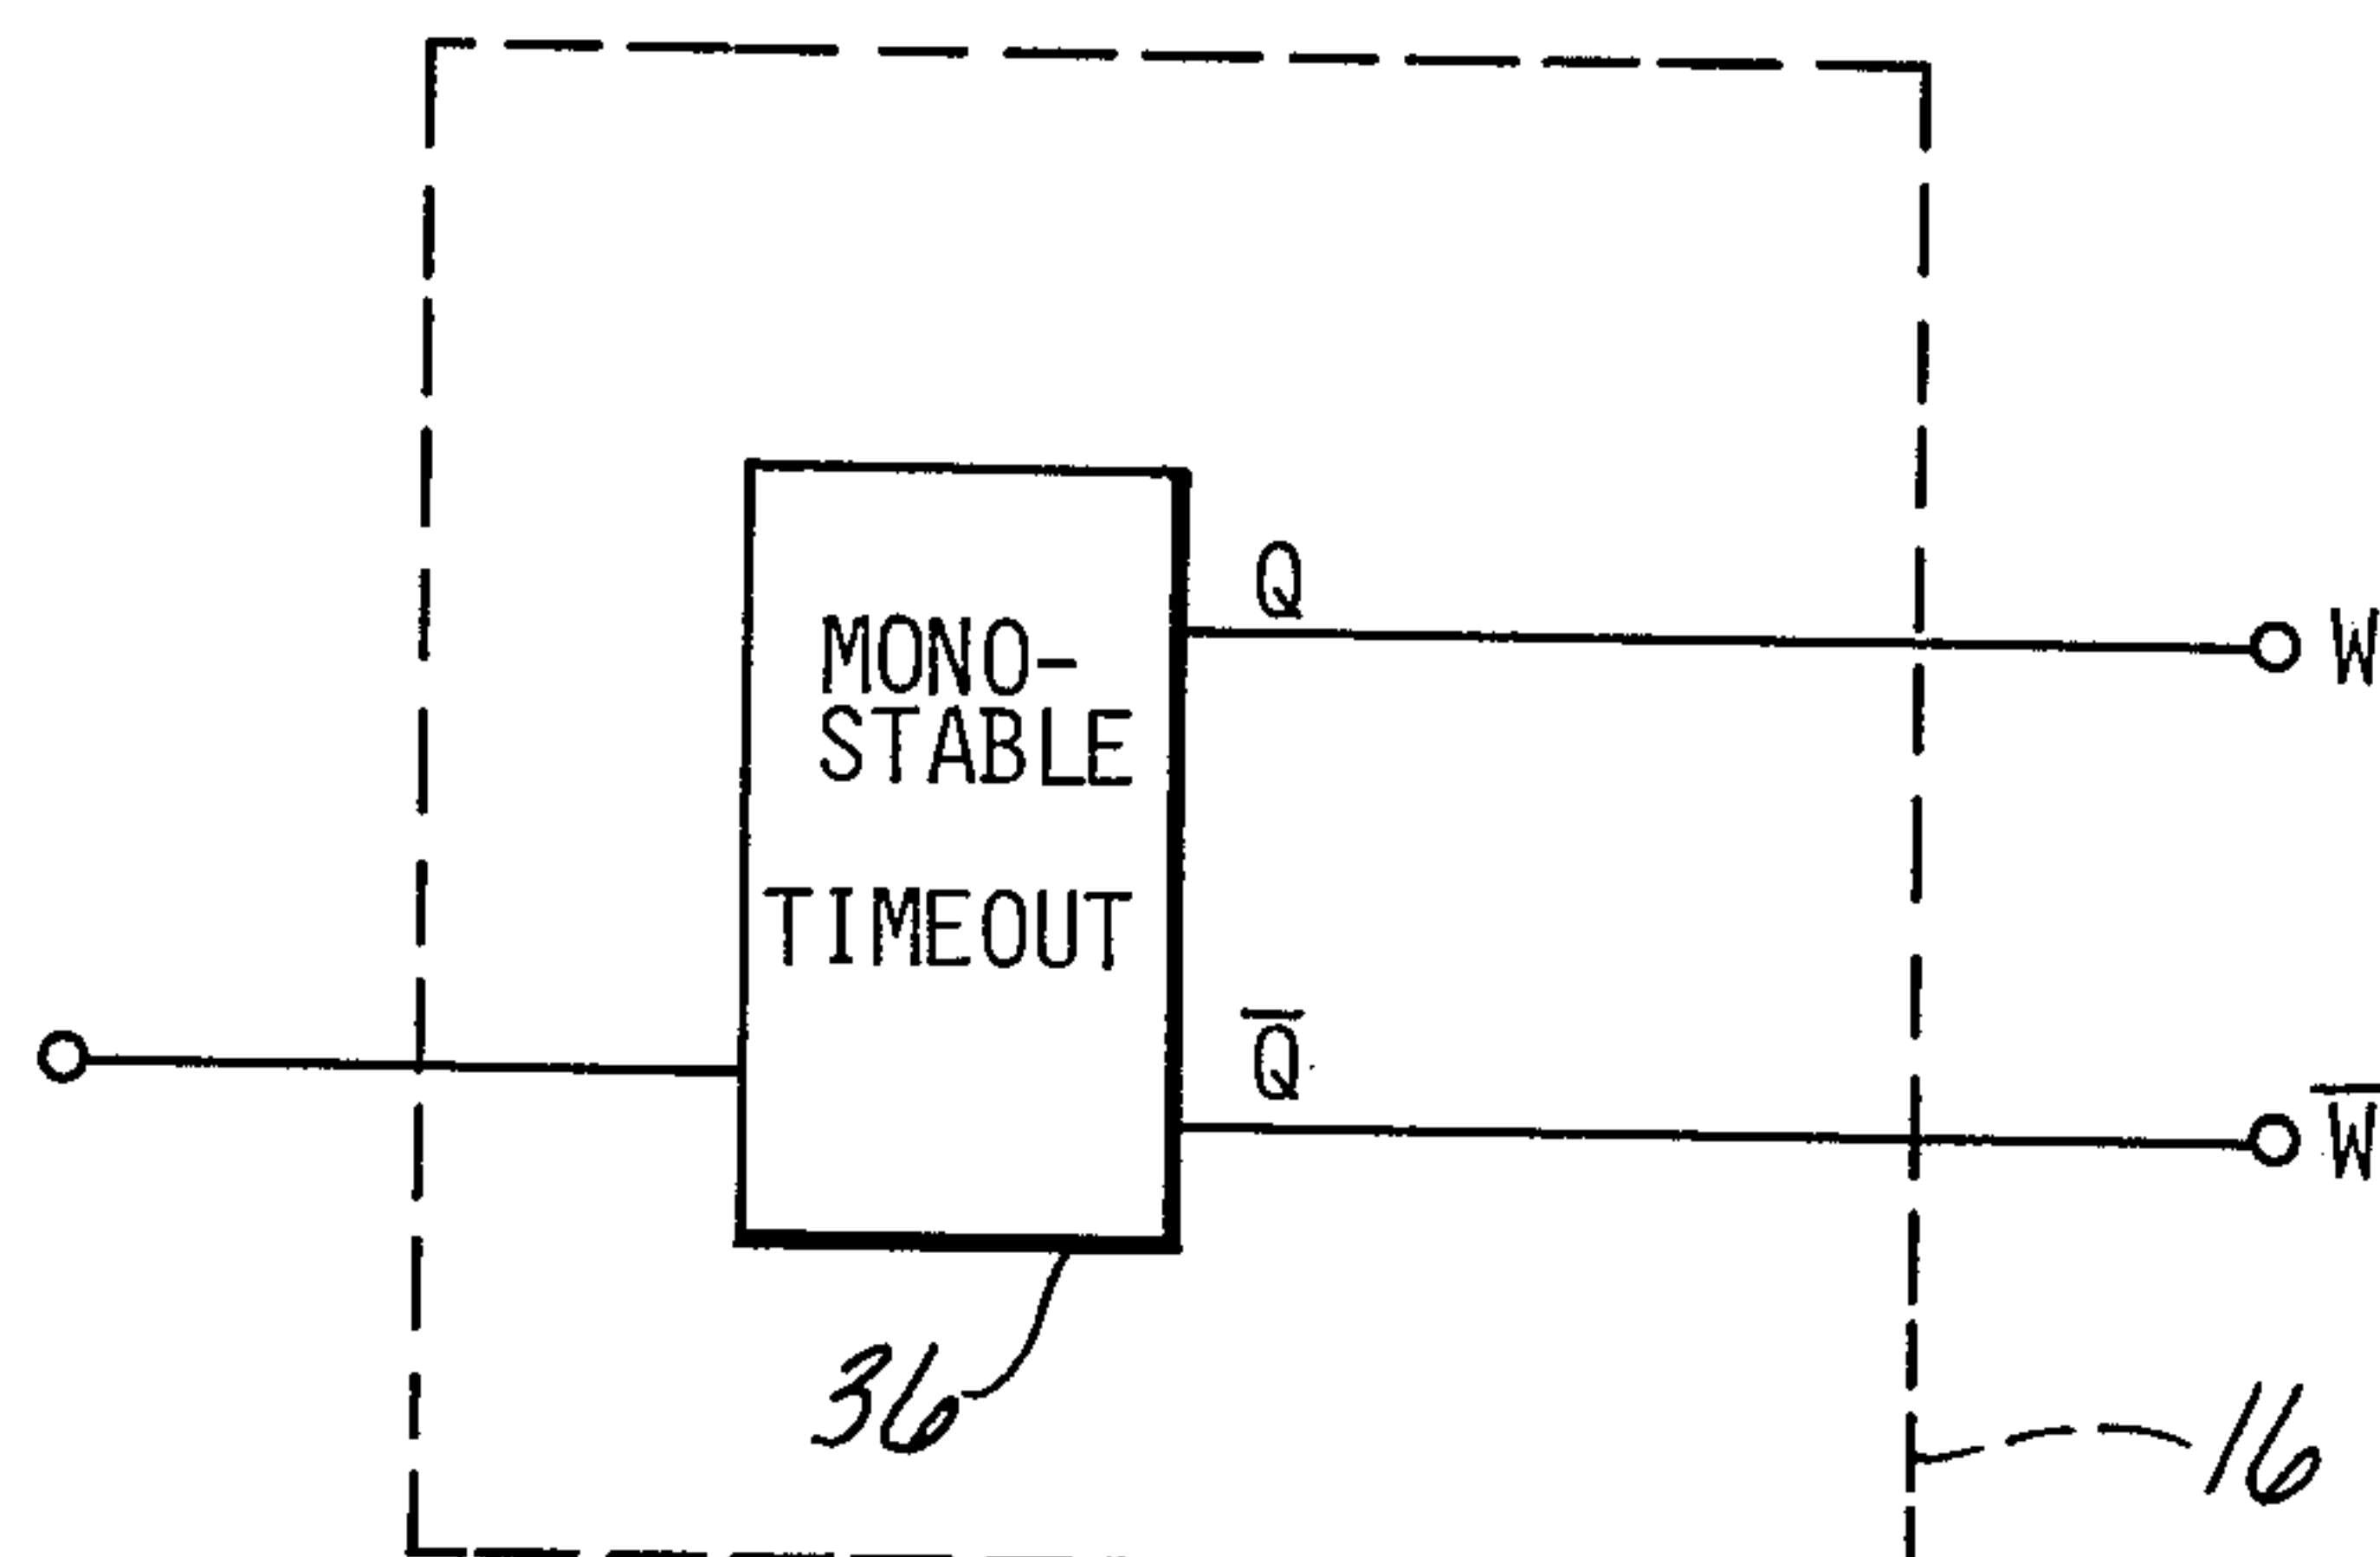 Q
MONO-
STABLE
TIMEOUT
W
Q̅
W̅
36
16